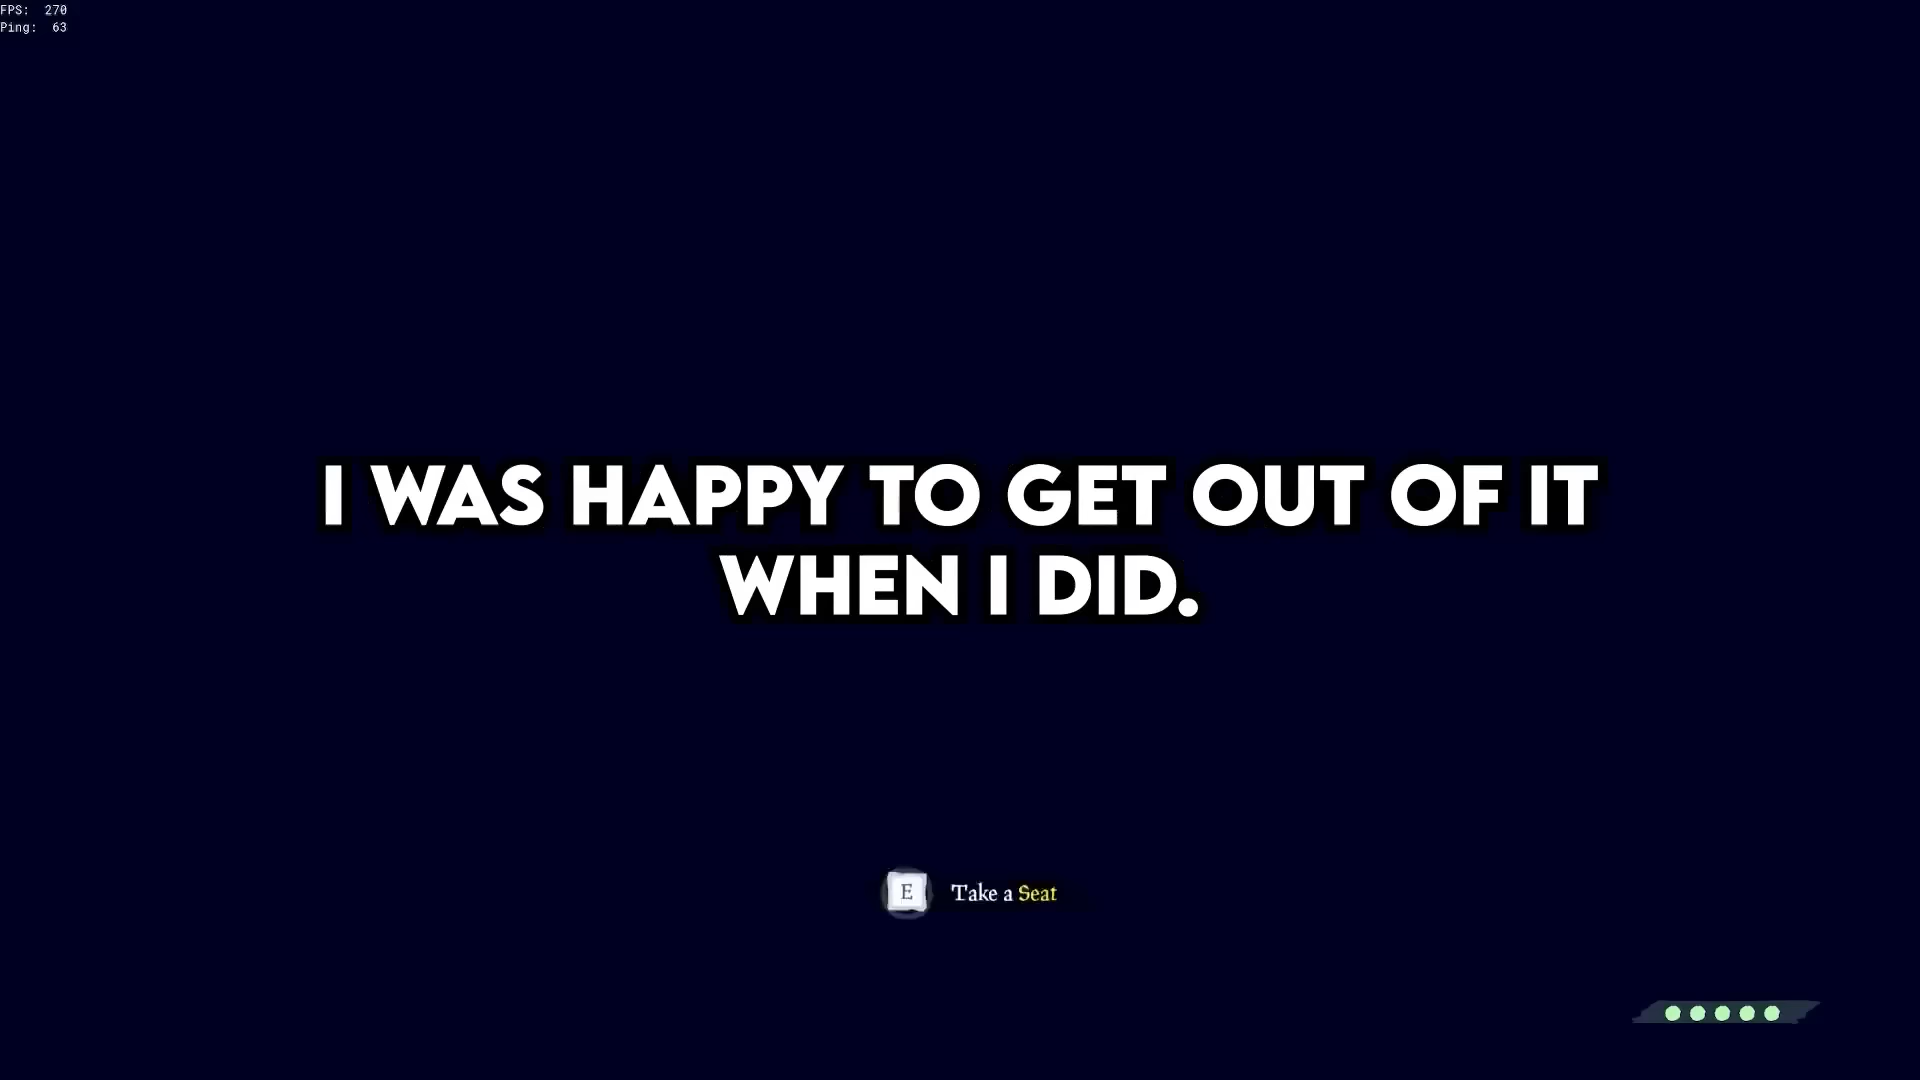 FPS: 270
Ping: 63
I WAS HAPPY TO GET OUT OF IT
WHEN I DID.
E Take a Seat